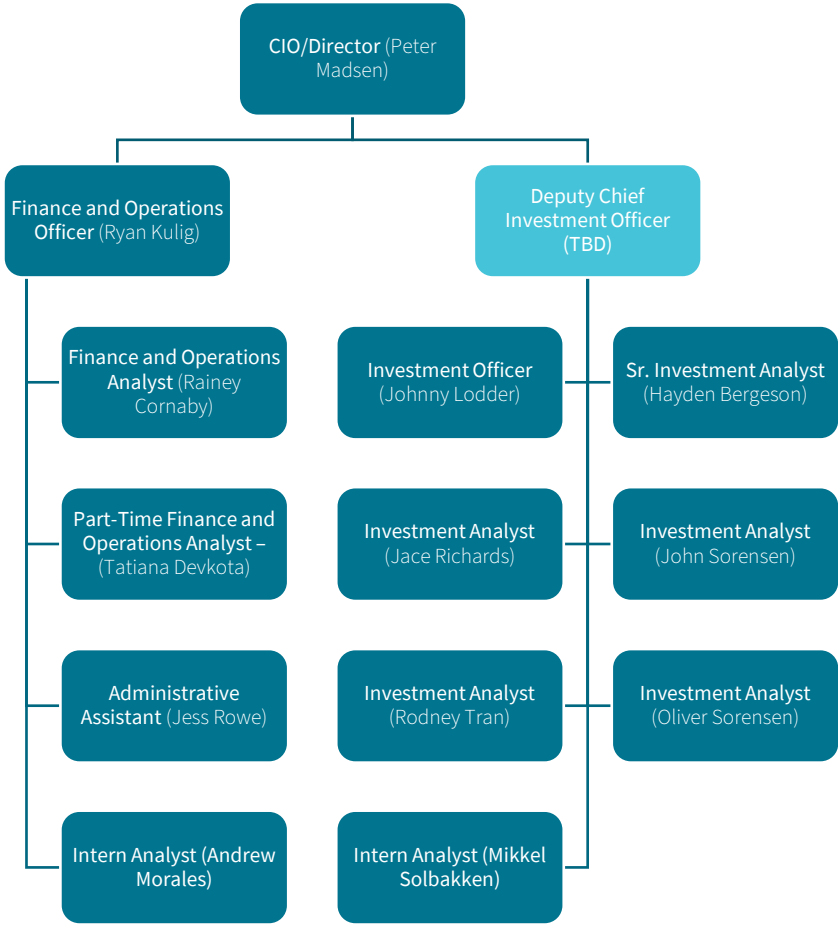 CIO/Director (Peter
Madsen)
Finance and Operations
Officer (Ryan Kulig)
Deputy Chief
Investment Officer
(TBD)
Finance and Operations
Analyst (Rainey
Cornaby)
Investment Officer
(Johnny Lodder)
Sr. Investment Analyst
(Hayden Bergeson)
Part-Time Finance and
Operations Analyst –
(Tatiana Devkota)
Investment Analyst
(Jace Richards)
Investment Analyst
(John Sorensen)
Administrative
Assistant (Jess Rowe)
Investment Analyst
(Rodney Tran)
Investment Analyst
(Oliver Sorensen)
Intern Analyst (Andrew
Morales)
Intern Analyst (Mikkel
Solbakken)